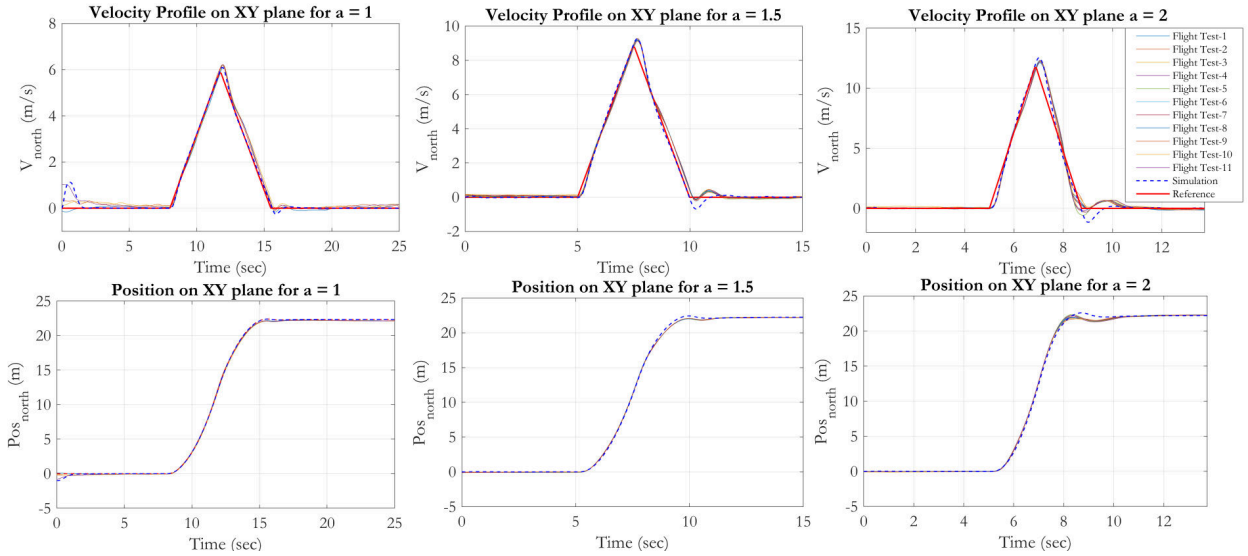 Velocity Profile on XY plane for a = 1
8
6
4
2
0
V_north (m/s)
0 5 10 15 20 25
Time (sec)
Velocity Profile on XY plane for a = 1.5
10
8
6
4
2
0
-2
V_north (m/s)
0 5 10 15
Time (sec)
Velocity Profile on XY plane a = 2
15
10
5
0
V_north (m/s)
0 2 4 6 8 10 12
Time (sec)
Flight Test-1
Flight Test-2
Flight Test-3
Flight Test-4
Flight Test-5
Flight Test-6
Flight Test-7
Flight Test-8
Flight Test-9
Flight Test-10
Flight Test-11
Simulation
Reference
Position on XY plane for a = 1
25
20
15
10
5
0
-5
Pos_north (m)
0 5 10 15 20 25
Time (sec)
Position on XY plane for a = 1.5
25
20
15
10
5
0
-5
Pos_north (m)
0 5 10 15
Time (sec)
Position on XY plane for a = 2
25
20
15
10
5
0
-5
Pos_north (m)
0 2 4 6 8 10 12
Time (sec)